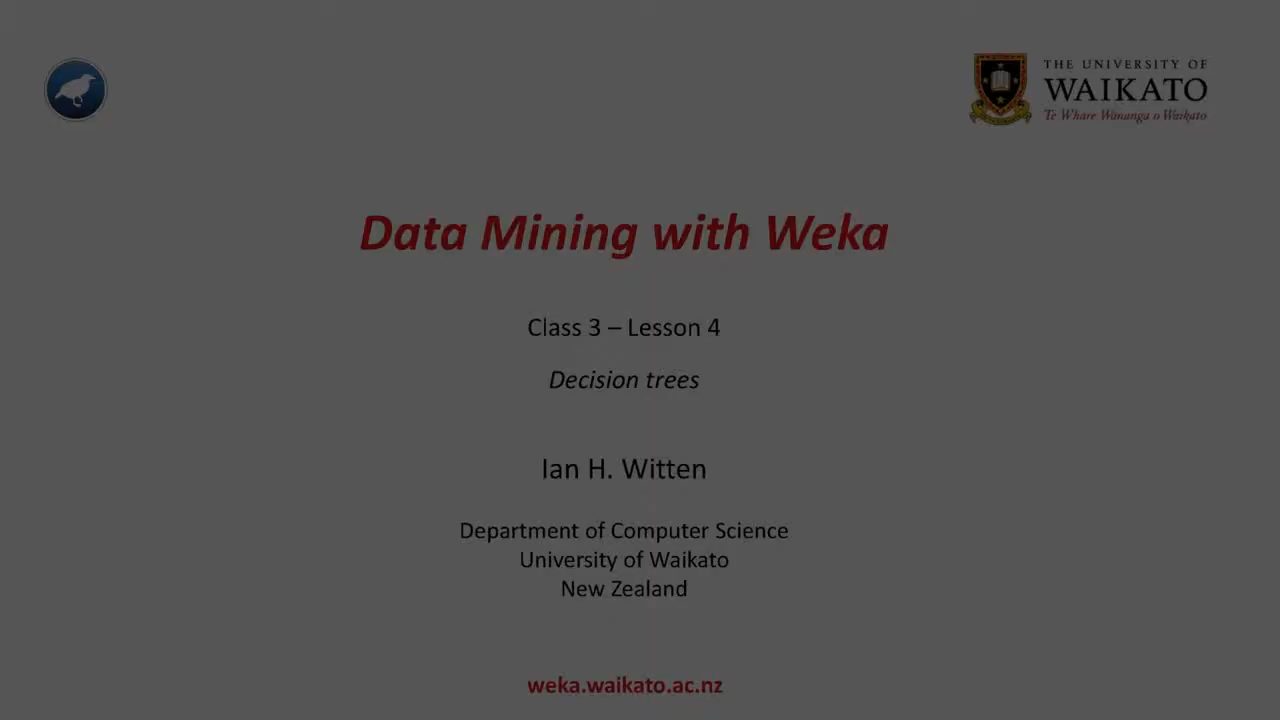 THE UNIVERSITY OF
WAIKATO
Te Whare Wānanga o Waikato
Data Mining with Weka
Class 3 – Lesson 4
Decision trees
Ian H. Witten
Department of Computer Science
University of Waikato
New Zealand
weka.waikato.ac.nz